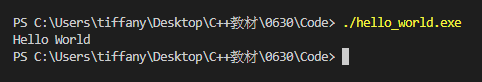 PS C:\Users\tiffany\Desktop\C++教材\0630\Code> ./hello_world.exe
Hello World
PS C:\Users\tiffany\Desktop\C++教材\0630\Code>